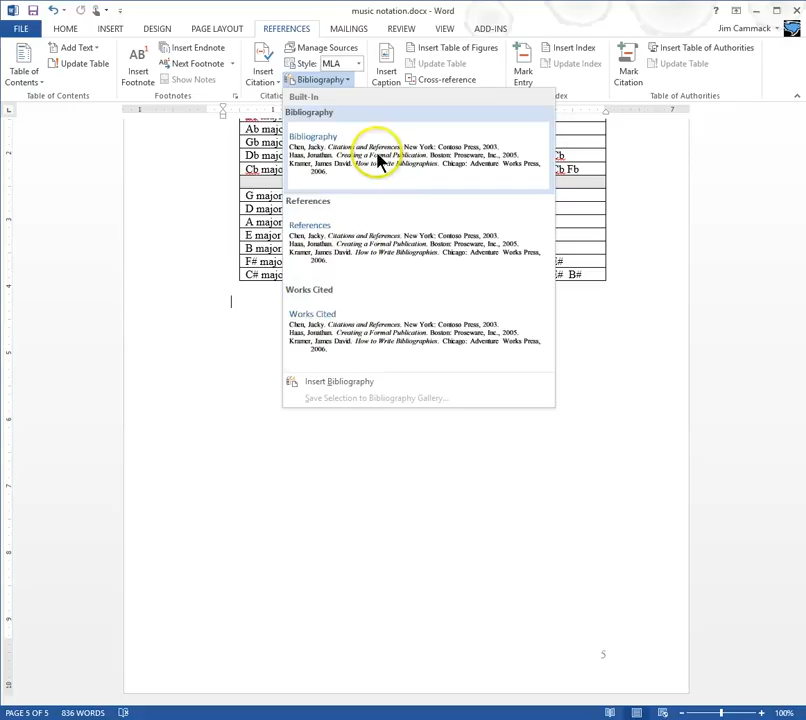 music notation.docx - Word
FILE HOME INSERT DESIGN PAGE LAYOUT REFERENCES MAILINGS REVIEW VIEW ADD-INS Jim Cammack
Table of Contents
Add Text
Update Table
Table of Contents
AB1
Insert Footnote
Insert Endnote
Next Footnote
Show Notes
Footnotes
Insert Citation
Manage Sources
Style: MLA
Bibliography
Insert Caption
Insert Table of Figures
Update Table
Cross-reference
Mark Entry
Insert Index
Update Table
Mark Citation
Insert Table of Authorities
Update Table
Table of Authorities
Built-In
Bibliography
Bibliography
Chen, Jacky. Citations and References. New York: Contoso Press, 2003.
Haas, Jonathan. Creating a Formal Publication. Boston: Proseware, Inc., 2005.
Kramer, James David. How to Write Bibliographies. Chicago: Adventure Works Press,
2006.
References
References
Chen, Jacky. Citations and References. New York: Contoso Press, 2003.
Haas, Jonathan. Creating a Formal Publication. Boston: Proseware, Inc., 2005.
Kramer, James David. How to Write Bibliographies. Chicago: Adventure Works Press,
2006.
Works Cited
Works Cited
Chen, Jacky. Citations and References. New York: Contoso Press, 2003.
Haas, Jonathan. Creating a Formal Publication. Boston: Proseware, Inc., 2005.
Kramer, James David. How to Write Bibliographies. Chicago: Adventure Works Press,
2006.
Insert Bibliography
Save Selection to Bibliography Gallery...
Ab majo
Gb majo
Db majo Cb
Cb majo Cb Fb
G major
D major
A major
E major
B major
F# majo E#
C# majo E# B#
5
PAGE 5 OF 5 836 WORDS 100%